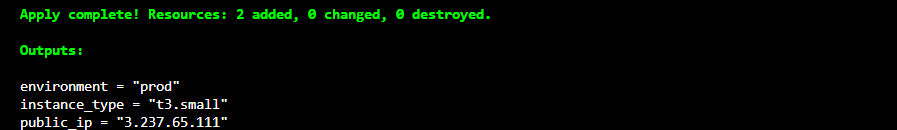 Apply complete! Resources: 2 added, 0 changed, 0 destroyed.
Outputs:
environment = "prod"
instance_type = "t3.small"
public_ip = "3.237.65.111"